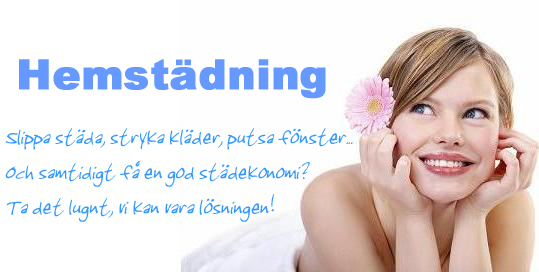 Hemstädning
Slippa städa, stryka kläder, putsa fönster...
Och samtidigt få en god städekonomi?
Ta det lugnt, vi kan vara lösningen!